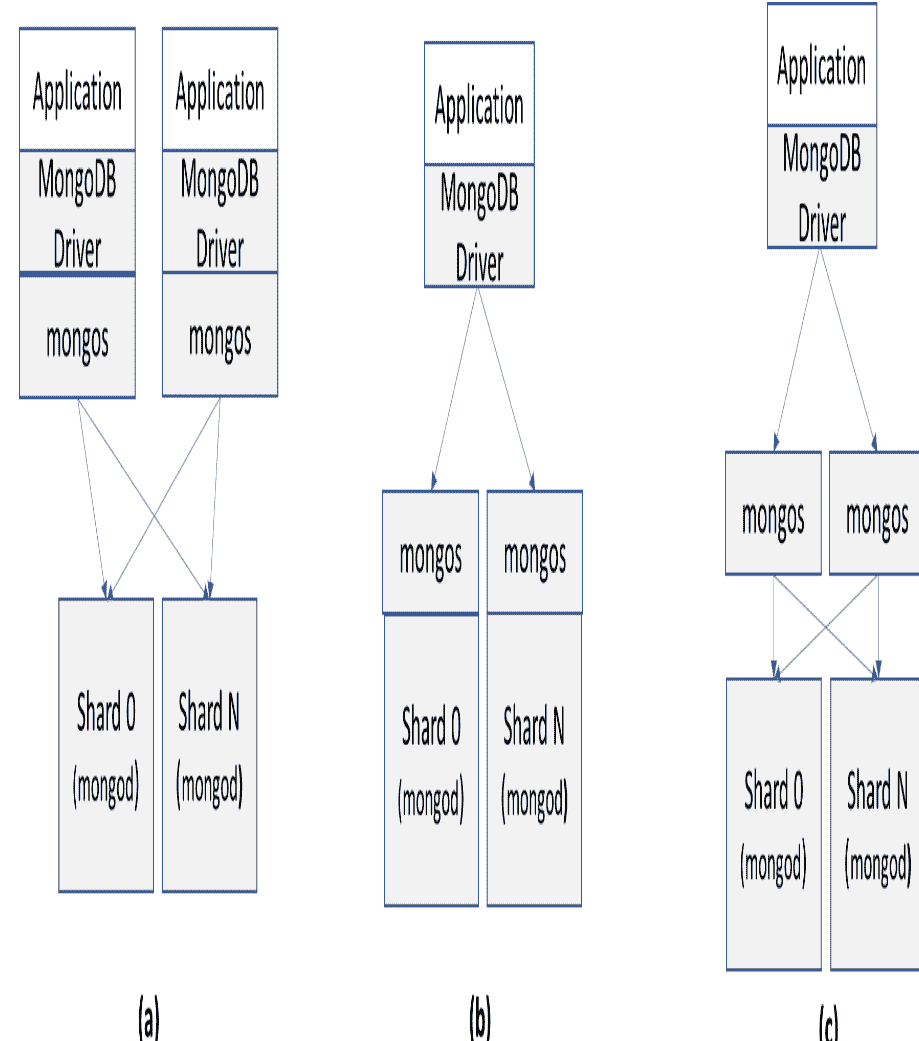 Application
MongoDB
Driver
mongos
Application
MongoDB
Driver
mongos
Shard 0
(mongod)
Shard N
(mongod)
(a)
Application
MongoDB
Driver
mongos
mongos
Shard 0
(mongod)
Shard N
(mongod)
(b)
Application
MongoDB
Driver
mongos
mongos
Shard 0
(mongod)
Shard N
(mongod)
(c)